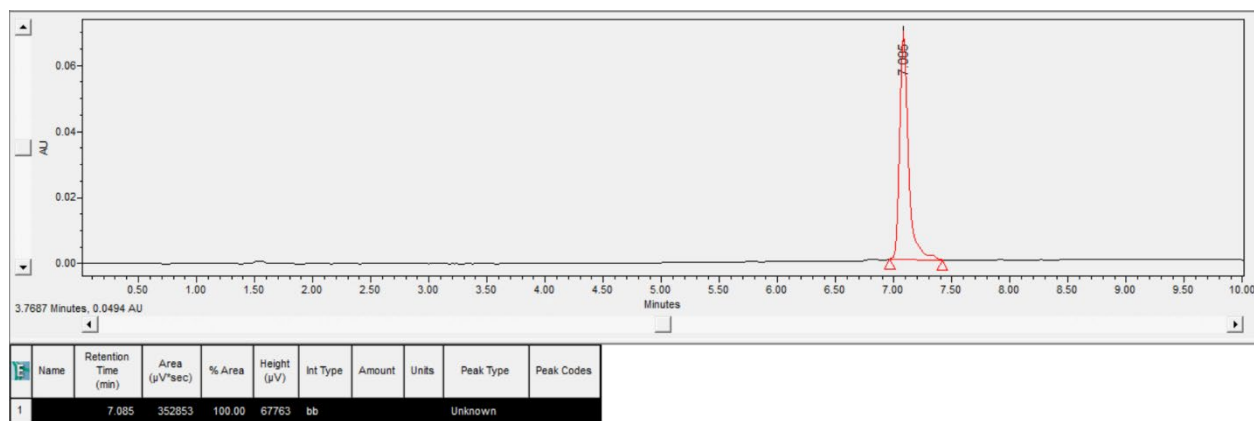 7.085
0.06
0.04
AU
0.02
0.00
0.50 1.00 1.50 2.00 2.50 3.00 3.50 4.00 4.50 5.00 5.50 6.00 6.50 7.00 7.50 8.00 8.50 9.00 9.50 10.00
Minutes
3.7687 Minutes, 0.0494 AU
Name Retention Time (min) Area (µV*sec) % Area Height (µV) Int Type Amount Units Peak Type Peak Codes
1 7.085 352853 100.00 67763 bb Unknown